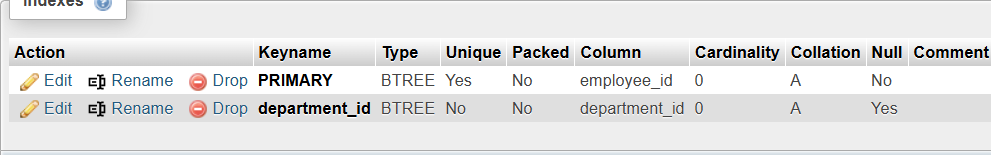 Indexes
Action Keyname Type Unique Packed Column Cardinality Collation Null Comment
Edit Rename Drop PRIMARY BTREE Yes No employee_id 0 A No
Edit Rename Drop department_id BTREE No No department_id 0 A Yes